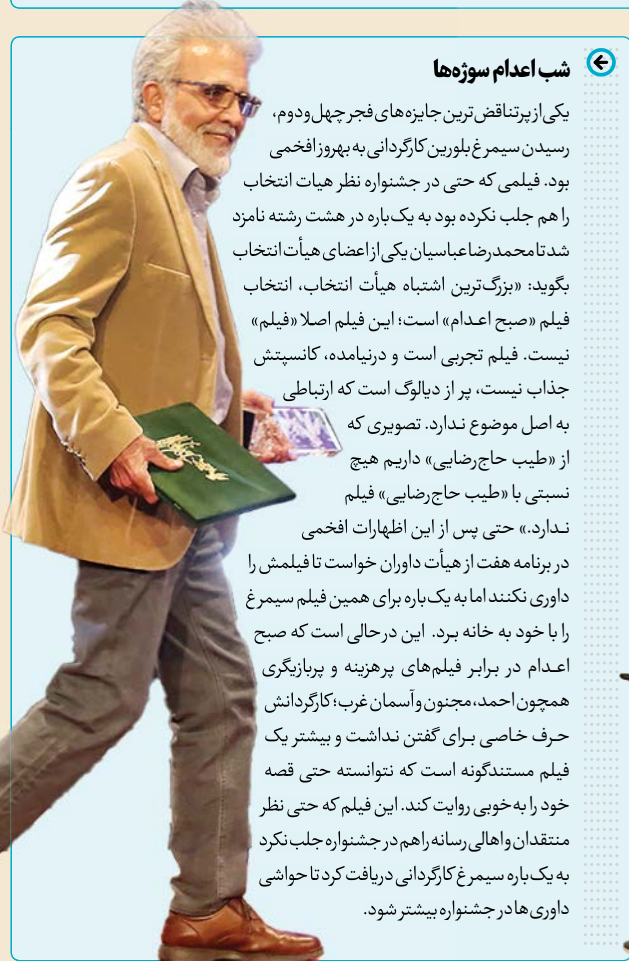 شب اعدام سوژه‌ها
یکی از پرتناقض‌ترین جایزه‌های فجر چهل‌ودوم،
رسیدن سیمرغ بلورین کارگردانی به بهروز افخمی
بود. فیلمی که حتی در جشنواره نظر هیات انتخاب
را هم جلب نکرده بود به یک‌باره در هشت رشته نامزد
شد تا محمدرضا عباسیان یکی از اعضای هیأت انتخاب
بگوید: «بزرگ‌ترین اشتباه هیأت انتخاب، انتخاب
فیلم «صبح اعدام» است؛ این فیلم اصلا «فیلم»
نیست. فیلم تجربی است و درنیامده، کانسپتش
جذاب نیست، پر از دیالوگ است که ارتباطی
به اصل موضوع ندارد. تصویری که
از «طیب حاج‌رضایی» داریم هیچ
نسبتی با «طیب حاج‌رضایی» فیلم
ندارد.» حتی پس از این اظهارات افخمی
در برنامه هفت از هیأت داوران خواست تا فیلمش را
داوری نکنند اما به یک‌باره برای همین فیلم سیمرغ
را با خود به خانه برد. این درحالی است که صبح
اعدام در برابر فیلم‌های پرهزینه و پربازیگری
همچون احمد، مجنون و آسمان غرب؛ کارگردانش
حرف خاصی برای گفتن نداشت و بیشتر یک
فیلم مستندگونه است که نتوانسته حتی قصه
خود را به‌خوبی روایت کند. این فیلم که حتی نظر
منتقدان و اهالی رسانه را هم در جشنواره جلب نکرد
به یک‌باره سیمرغ کارگردانی دریافت کرد تا حواشی
داوری‌ها در جشنواره بیشتر شود.